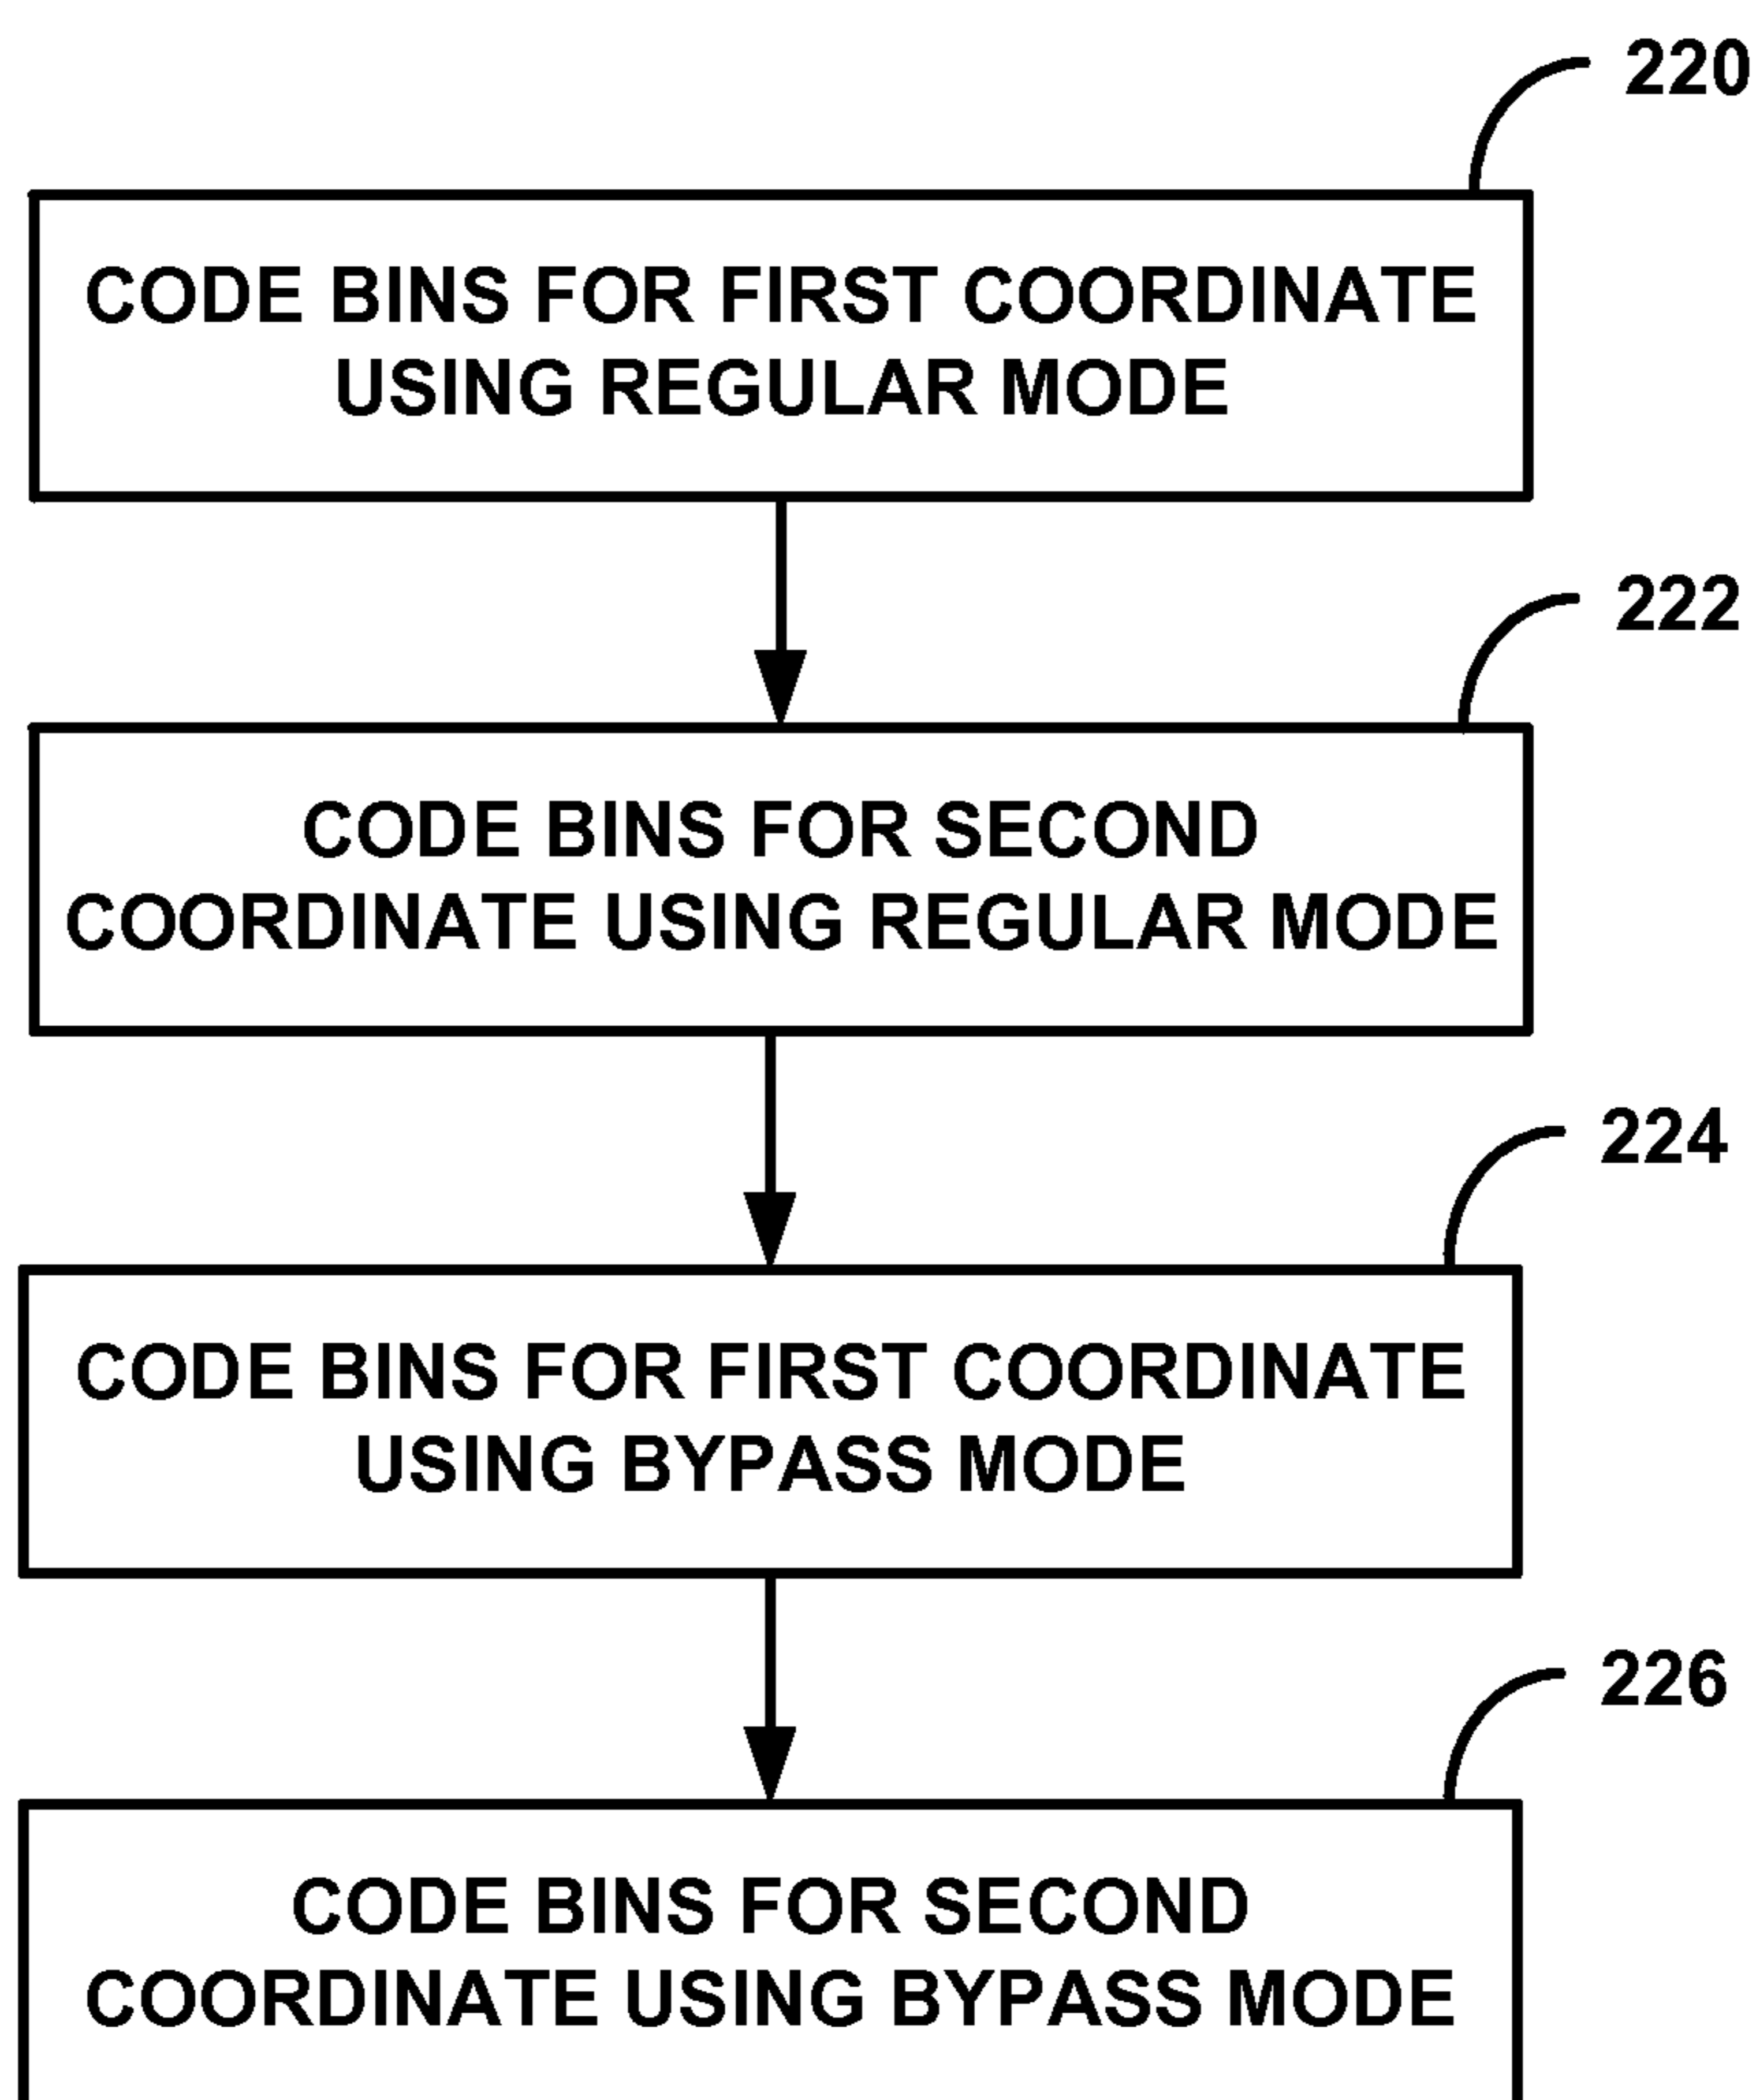 220
CODE BINS FOR FIRST COORDINATE
USING REGULAR MODE
222
CODE BINS FOR SECOND
COORDINATE USING REGULAR MODE
224
CODE BINS FOR FIRST COORDINATE
USING BYPASS MODE
226
CODE BINS FOR SECOND
COORDINATE USING BYPASS MODE